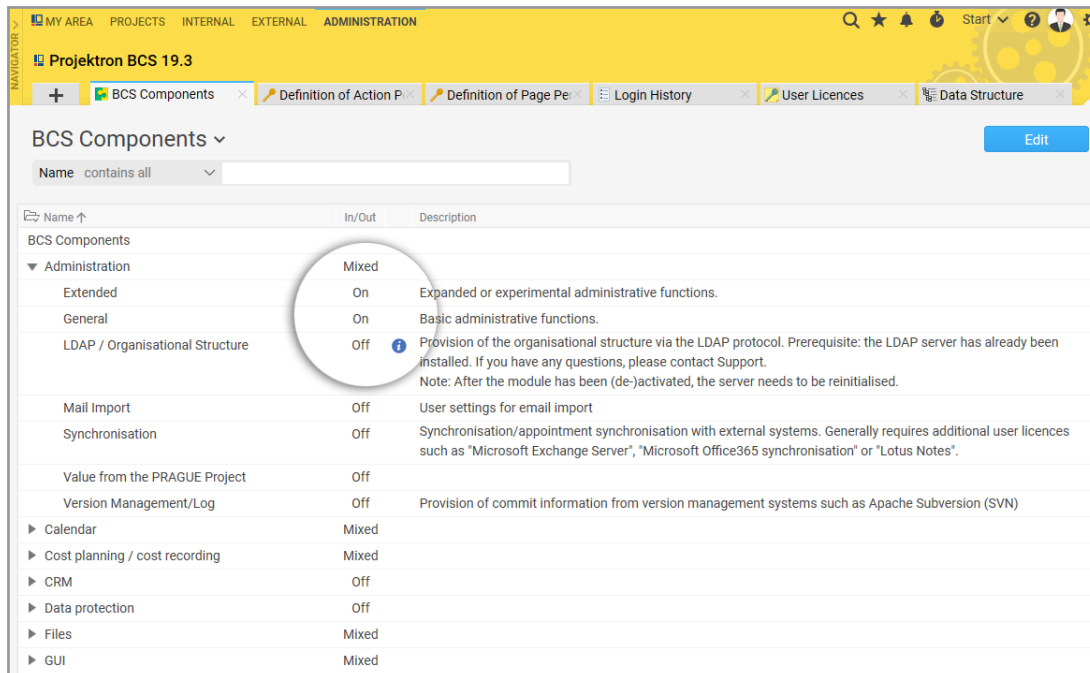 MY AREA PROJECTS INTERNAL EXTERNAL ADMINISTRATION Start
NAVIGATOR
Projektron BCS 19.3
BCS Components Definition of Action P Definition of Page Per Login History User Licences Data Structure
BCS Components
Edit
Name contains all
Name In/Out Description
BCS Components
Administration Mixed
Extended On Expanded or experimental administrative functions.
General On Basic administrative functions.
LDAP / Organisational Structure Off Provision of the organisational structure via the LDAP protocol. Prerequisite: the LDAP server has already been
installed. If you have any questions, please contact Support.
Note: After the module has been (de-)activated, the server needs to be reinitialised.
Mail Import Off User settings for email import
Synchronisation Off Synchronisation/appointment synchronisation with external systems. Generally requires additional user licences
such as "Microsoft Exchange Server", "Microsoft Office365 synchronisation" or "Lotus Notes".
Value from the PRAGUE Project Off
Version Management/Log Off Provision of commit information from version management systems such as Apache Subversion (SVN)
Calendar Mixed
Cost planning / cost recording Mixed
CRM Off
Data protection Off
Files Mixed
GUI Mixed